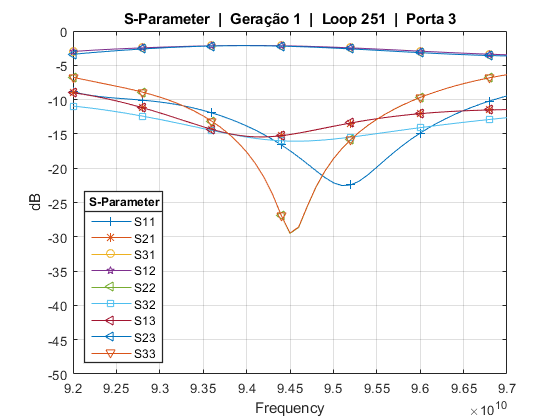 S-Parameter | Geração 1 | Loop 251 | Porta 3
0
-5
-10
-15
-20
-25
-30
-35
-40
-45
-50
dB
S-Parameter
S11
S21
S31
S12
S22
S32
S13
S23
S33
9.2 9.25 9.3 9.35 9.4 9.45 9.5 9.55 9.6 9.65 9.7
Frequency
×10^10